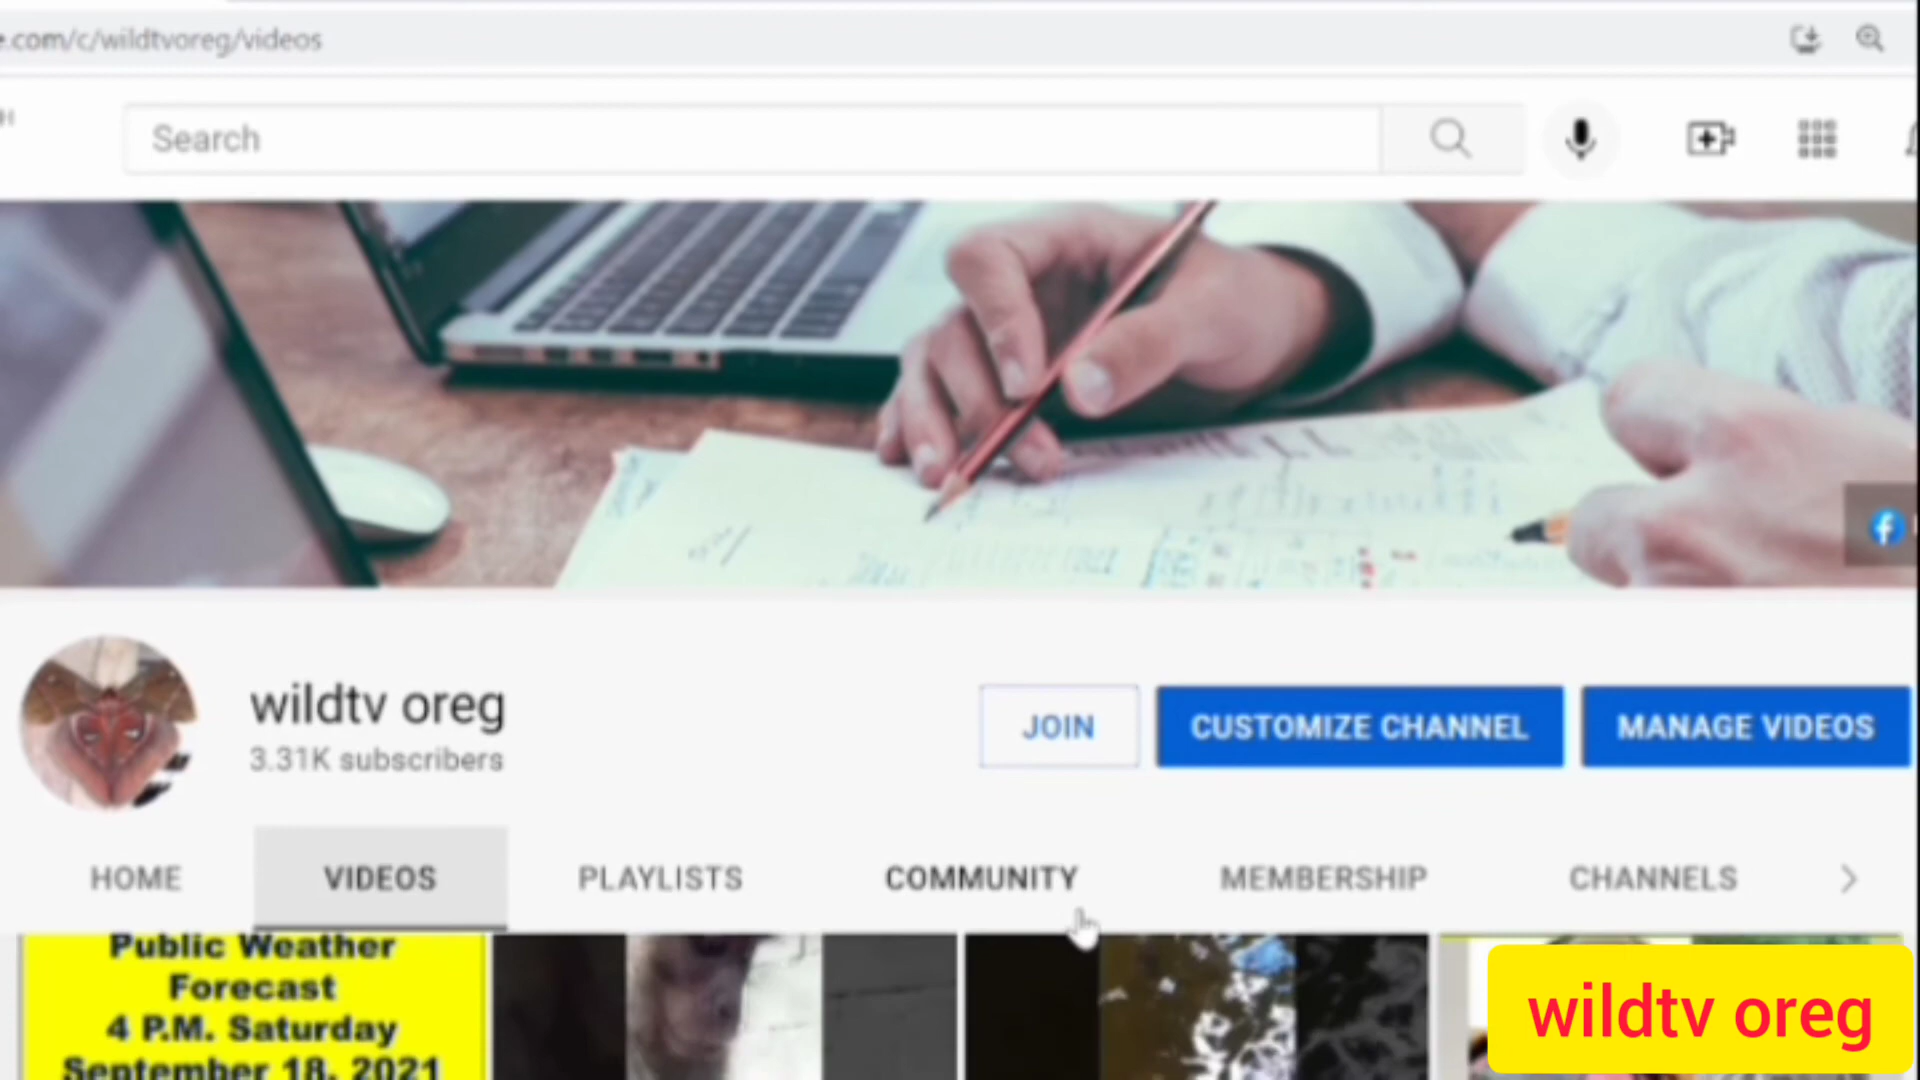 e.com/c/wildtvoreg/videos
Search
wildtv oreg
3.31K subscribers
JOIN
CUSTOMIZE CHANNEL
MANAGE VIDEOS
HOME
VIDEOS
PLAYLISTS
COMMUNITY
MEMBERSHIP
CHANNELS
Public Weather
Forecast
4 P.M. Saturday
September 18, 2021
wildtv oreg